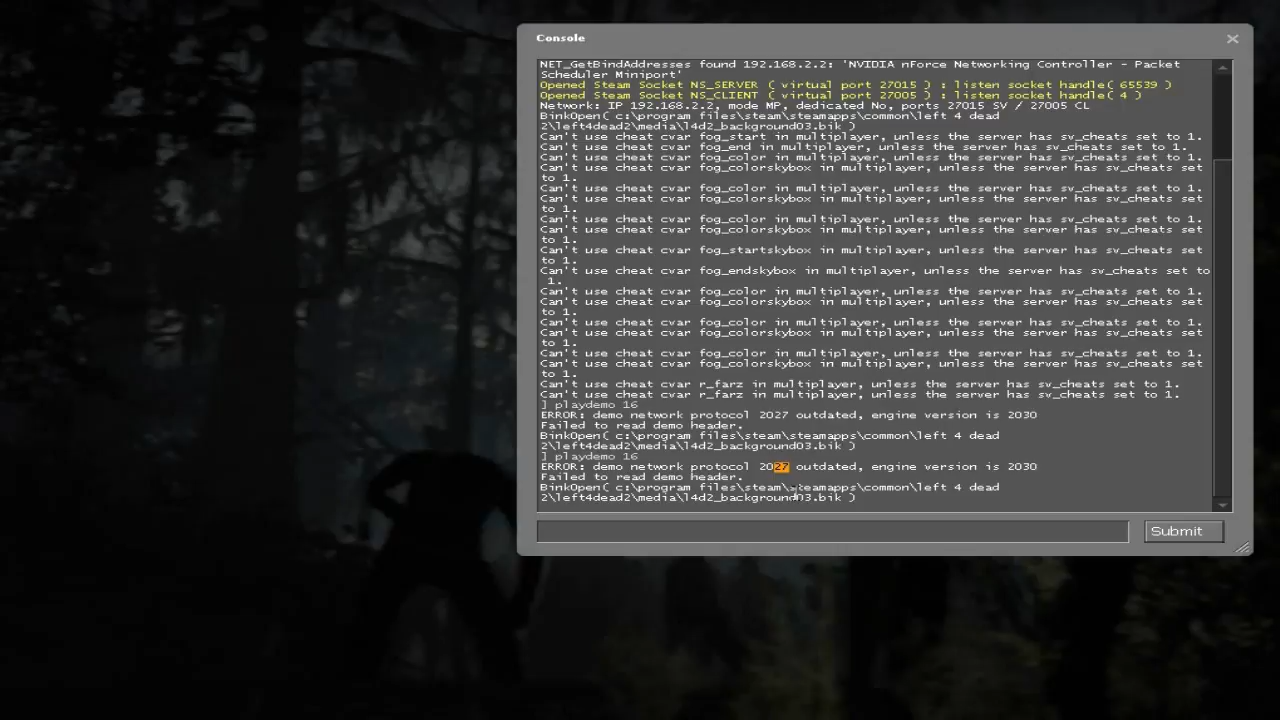 Console
NET_GetBindAddresses found 192.168.2.2: 'NVIDIA nForce Networking Controller - Packet
Scheduler Miniport'
Opened Steam Socket NS_SERVER ( virtual port 27015 ) : listen socket handle( 65539 )
Opened Steam Socket NS_CLIENT ( virtual port 27005 ) : listen socket handle( 4 )
Network: IP 192.168.2.2, mode MP, dedicated No, ports 27015 SV / 27005 CL
BinkOpen( c:\program files\steam\steamapps\common\left 4 dead
2\left4dead2\media\l4d2_background03.bik )
Can't use cheat cvar fog_start in multiplayer, unless the server has sv_cheats set to 1.
Can't use cheat cvar fog_end in multiplayer, unless the server has sv_cheats set to 1.
Can't use cheat cvar fog_color in multiplayer, unless the server has sv_cheats set to 1.
Can't use cheat cvar fog_colorskybox in multiplayer, unless the server has sv_cheats set
to 1.
Can't use cheat cvar fog_color in multiplayer, unless the server has sv_cheats set to 1.
Can't use cheat cvar fog_colorskybox in multiplayer, unless the server has sv_cheats set
to 1.
Can't use cheat cvar fog_color in multiplayer, unless the server has sv_cheats set to 1.
Can't use cheat cvar fog_colorskybox in multiplayer, unless the server has sv_cheats set
to 1.
Can't use cheat cvar fog_startskybox in multiplayer, unless the server has sv_cheats set
to 1.
Can't use cheat cvar fog_endskybox in multiplayer, unless the server has sv_cheats set to
1.
Can't use cheat cvar fog_color in multiplayer, unless the server has sv_cheats set to 1.
Can't use cheat cvar fog_colorskybox in multiplayer, unless the server has sv_cheats set
to 1.
Can't use cheat cvar fog_color in multiplayer, unless the server has sv_cheats set to 1.
Can't use cheat cvar fog_colorskybox in multiplayer, unless the server has sv_cheats set
to 1.
Can't use cheat cvar fog_color in multiplayer, unless the server has sv_cheats set to 1.
Can't use cheat cvar fog_colorskybox in multiplayer, unless the server has sv_cheats set
to 1.
Can't use cheat cvar r_farz in multiplayer, unless the server has sv_cheats set to 1.
Can't use cheat cvar r_farz in multiplayer, unless the server has sv_cheats set to 1.
] playdemo 16
ERROR: demo network protocol 2027 outdated, engine version is 2030
Failed to read demo header.
BinkOpen( c:\program files\steam\steamapps\common\left 4 dead
2\left4dead2\media\l4d2_background03.bik )
] playdemo 16
ERROR: demo network protocol 2027 outdated, engine version is 2030
Failed to read demo header.
BinkOpen( c:\program files\steam\steamapps\common\left 4 dead
2\left4dead2\media\l4d2_background03.bik )
Submit